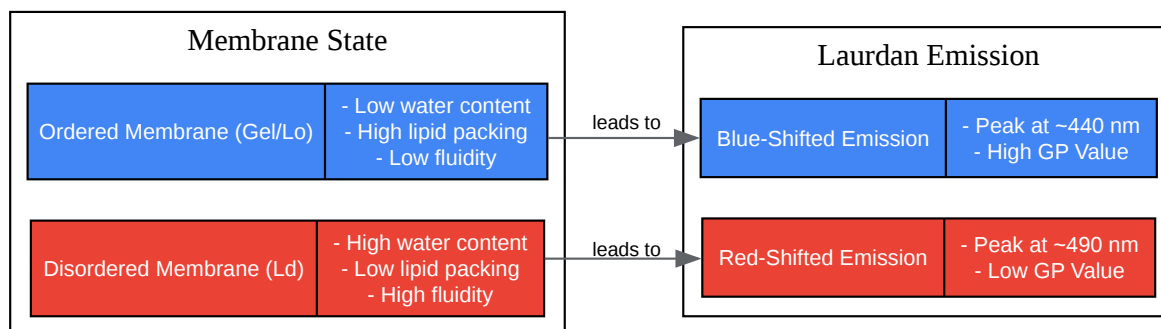 Membrane State
Ordered Membrane (Gel/Lo)
- Low water content
- High lipid packing
- Low fluidity
Disordered Membrane (Ld)
- High water content
- Low lipid packing
- High fluidity
leads to
leads to
Laurdan Emission
Blue-Shifted Emission
- Peak at ~440 nm
- High GP Value
Red-Shifted Emission
- Peak at ~490 nm
- Low GP Value